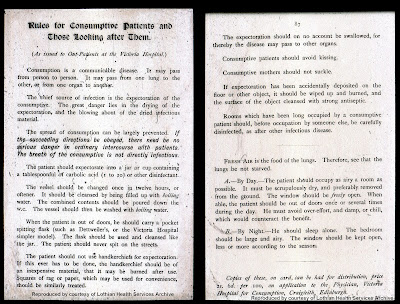 Rules for Consumptive Patients and
Those Looking after Them.
(As issued to Out-Patients at the Victoria Hospital.)
Consumption is a communicable disease. It may pass
from person to person. It may pass from one lung to the
other, or from one organ to another.
The chief source of infection is the expectoration of the
consumptive. The great danger lies in the drying of the
expectoration, and the blowing about of the dried infectious
material.
The spread of consumption can be largely prevented. If
the succeeding directions be obeyed, there need be no
serious danger in ordinary intercourse with patients.
The breath of the consumptive is not directly infectious.
The patient should expectorate into a jar or cup containing
a tablespoonful of carbolic acid (1 to 20) or other disinfectant.
The vessel should be changed once in twelve hours, or
oftener. It should be cleansed by being filled up with boiling
water. The combined contents should be poured down the
w.c. The vessel should then be washed with boiling water.
When the patient is out of doors, he should carry a pocket
spitting flask (such as Dettweiler's, or the Victoria Hospital
simpler model). The flask should be used and cleansed like
the jar. The patient should never spit on the streets.
The patient should not use handkerchiefs for expectoration.
If this ever has to be done, the handkerchief should be of
an inexpensive material, that it may be burned after use.
Squares of rag or paper, which may be used for convenience,
should be similarly treated.
Reproduced by courtesy of Lothian Health Services Archive
87
The expectoration should on no account be swallowed, for
thereby the disease may pass to other organs.
Consumptive patients should avoid kissing.
Consumptive mothers should not suckle.
If expectoration has been accidentally deposited on the
floor or other object, it should be wiped up and burned, and
the surface of the object cleansed with strong antiseptic.
Rooms which have been long occupied by a consumptive
patient should, before occupation by someone else, be carefully
disinfected, as after other infectious disease.
Fresh Air is the food of the lungs. Therefore, see that the
lungs be not starved.
A.—By Day—The patient should occupy as airy a room as
possible. It must be scrupulously dry, and preferably removed
from the ground. The window should be freely open. When
able, the patient should be out of doors once or several times
during the day. He must avoid over-effort, and damp, or chill,
which would counteract the benefit.
B.—By Night—He should sleep alone. The bedroom
should be large and airy. The window should be kept open
less or more according to the season.
Copies of these, on card, can be had for distribution, price
per 100, on application to the Physician, Victoria
Hospital for Consumption, Craigleith, Edinburgh.
Reproduced by courtesy of Lothian Health Services Archive